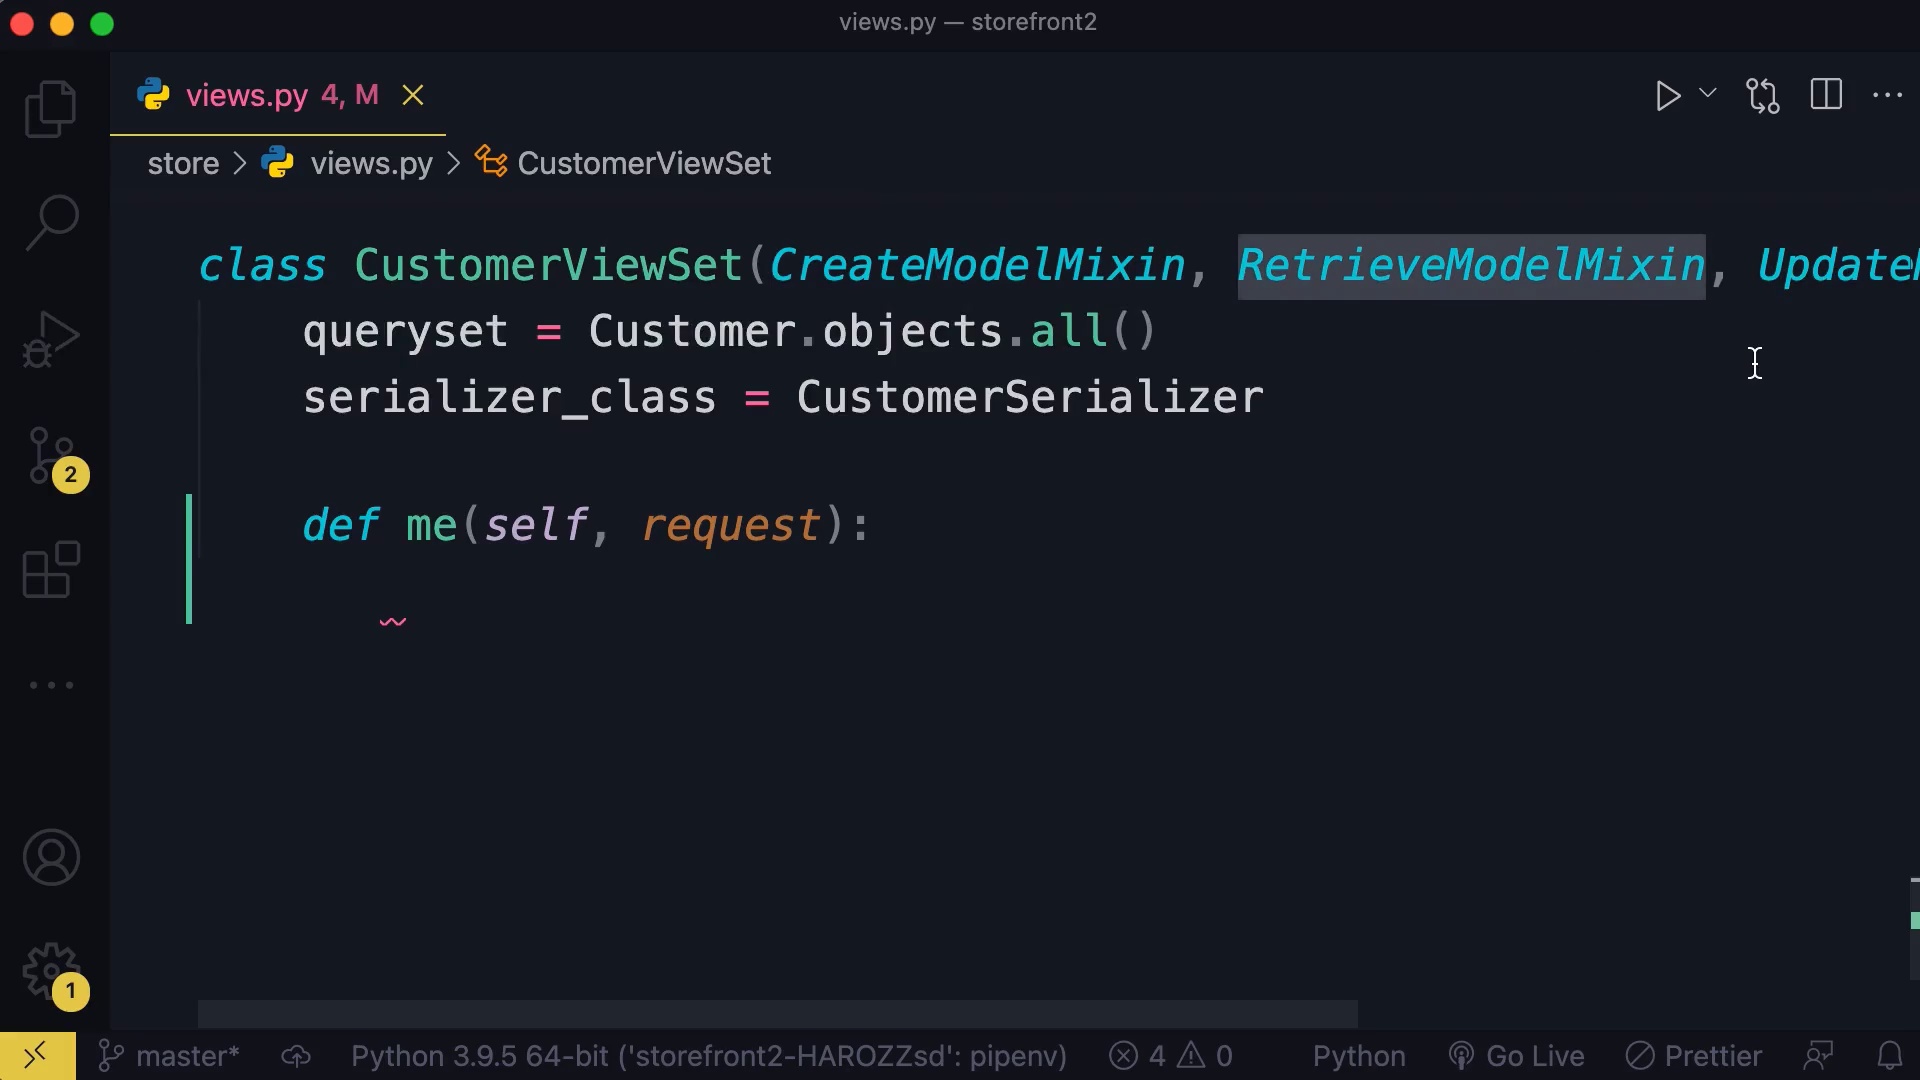 views.py — storefront2
views.py 4, M
store > views.py > CustomerViewSet
class CustomerViewSet(CreateModelMixin, RetrieveModelMixin, Update
    queryset = Customer.objects.all()
    serializer_class = CustomerSerializer
    def me(self, request):
2
1
master* Python 3.9.5 64-bit ('storefront2-HAROZZsd': pipenv) 4 0 Python Go Live Prettier